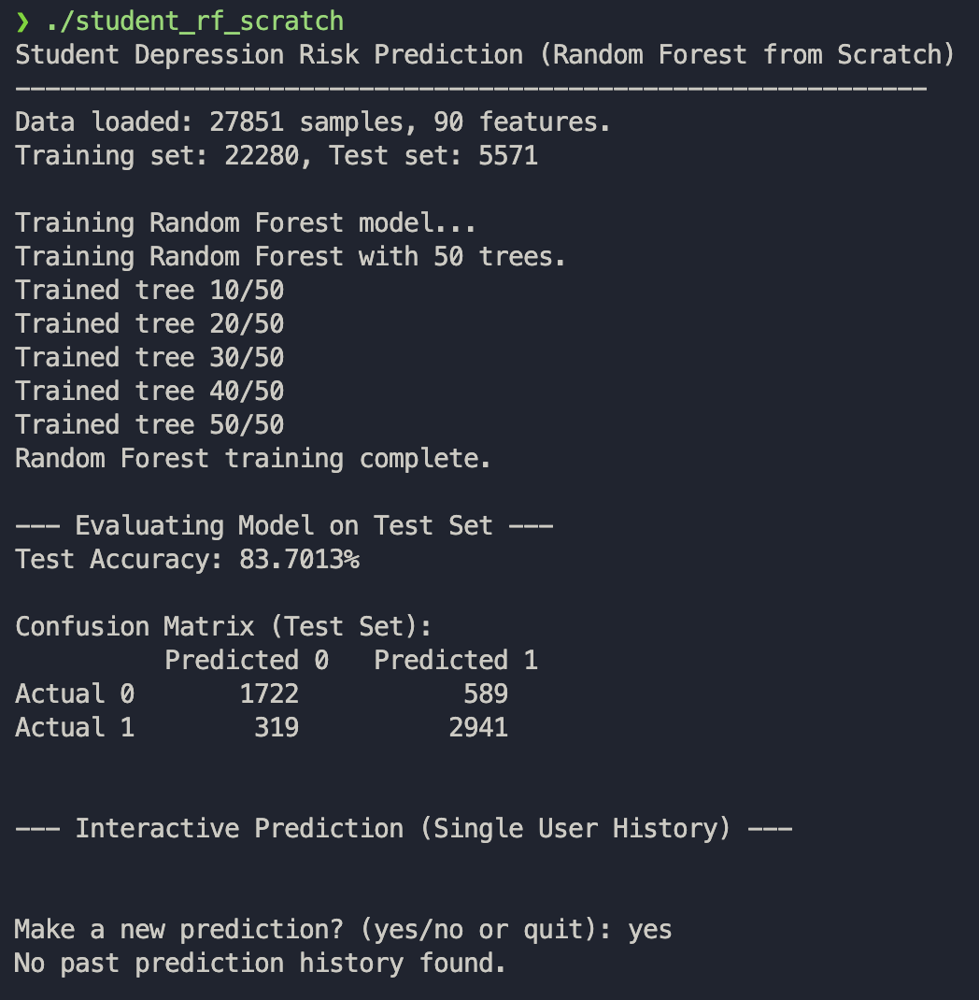 ❯ ./student_rf_scratch
Student Depression Risk Prediction (Random Forest from Scratch)
-------------------------------------------------------------
Data loaded: 27851 samples, 90 features.
Training set: 22280, Test set: 5571
Training Random Forest model...
Training Random Forest with 50 trees.
Trained tree 10/50
Trained tree 20/50
Trained tree 30/50
Trained tree 40/50
Trained tree 50/50
Random Forest training complete.
--- Evaluating Model on Test Set ---
Test Accuracy: 83.7013%
Confusion Matrix (Test Set):
Predicted 0   Predicted 1
Actual 0       1722           589
Actual 1        319          2941
--- Interactive Prediction (Single User History) ---
Make a new prediction? (yes/no or quit): yes
No past prediction history found.